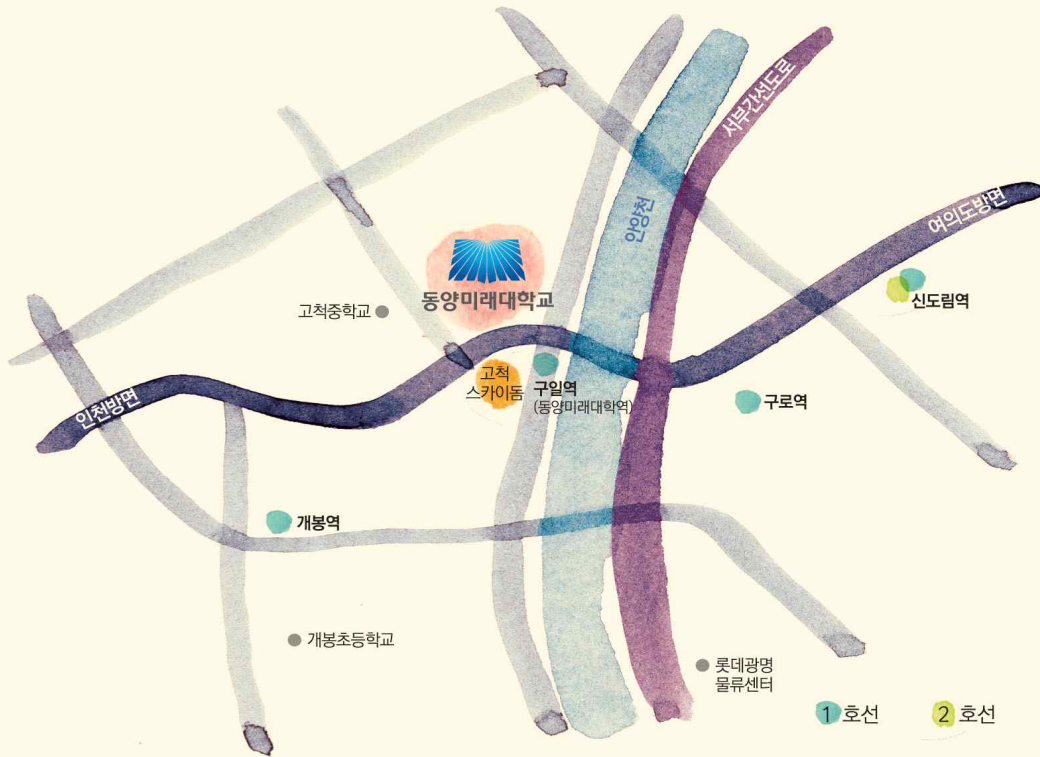 서부간선도로
여의도방면
안양천
신도림역
동양미래대학교
고척중학교
고척
스카이돔
구일역
(동양미래대학역)
구로역
인천방면
개봉역
개봉초등학교
롯데광명
물류센터
1 호선
2 호선